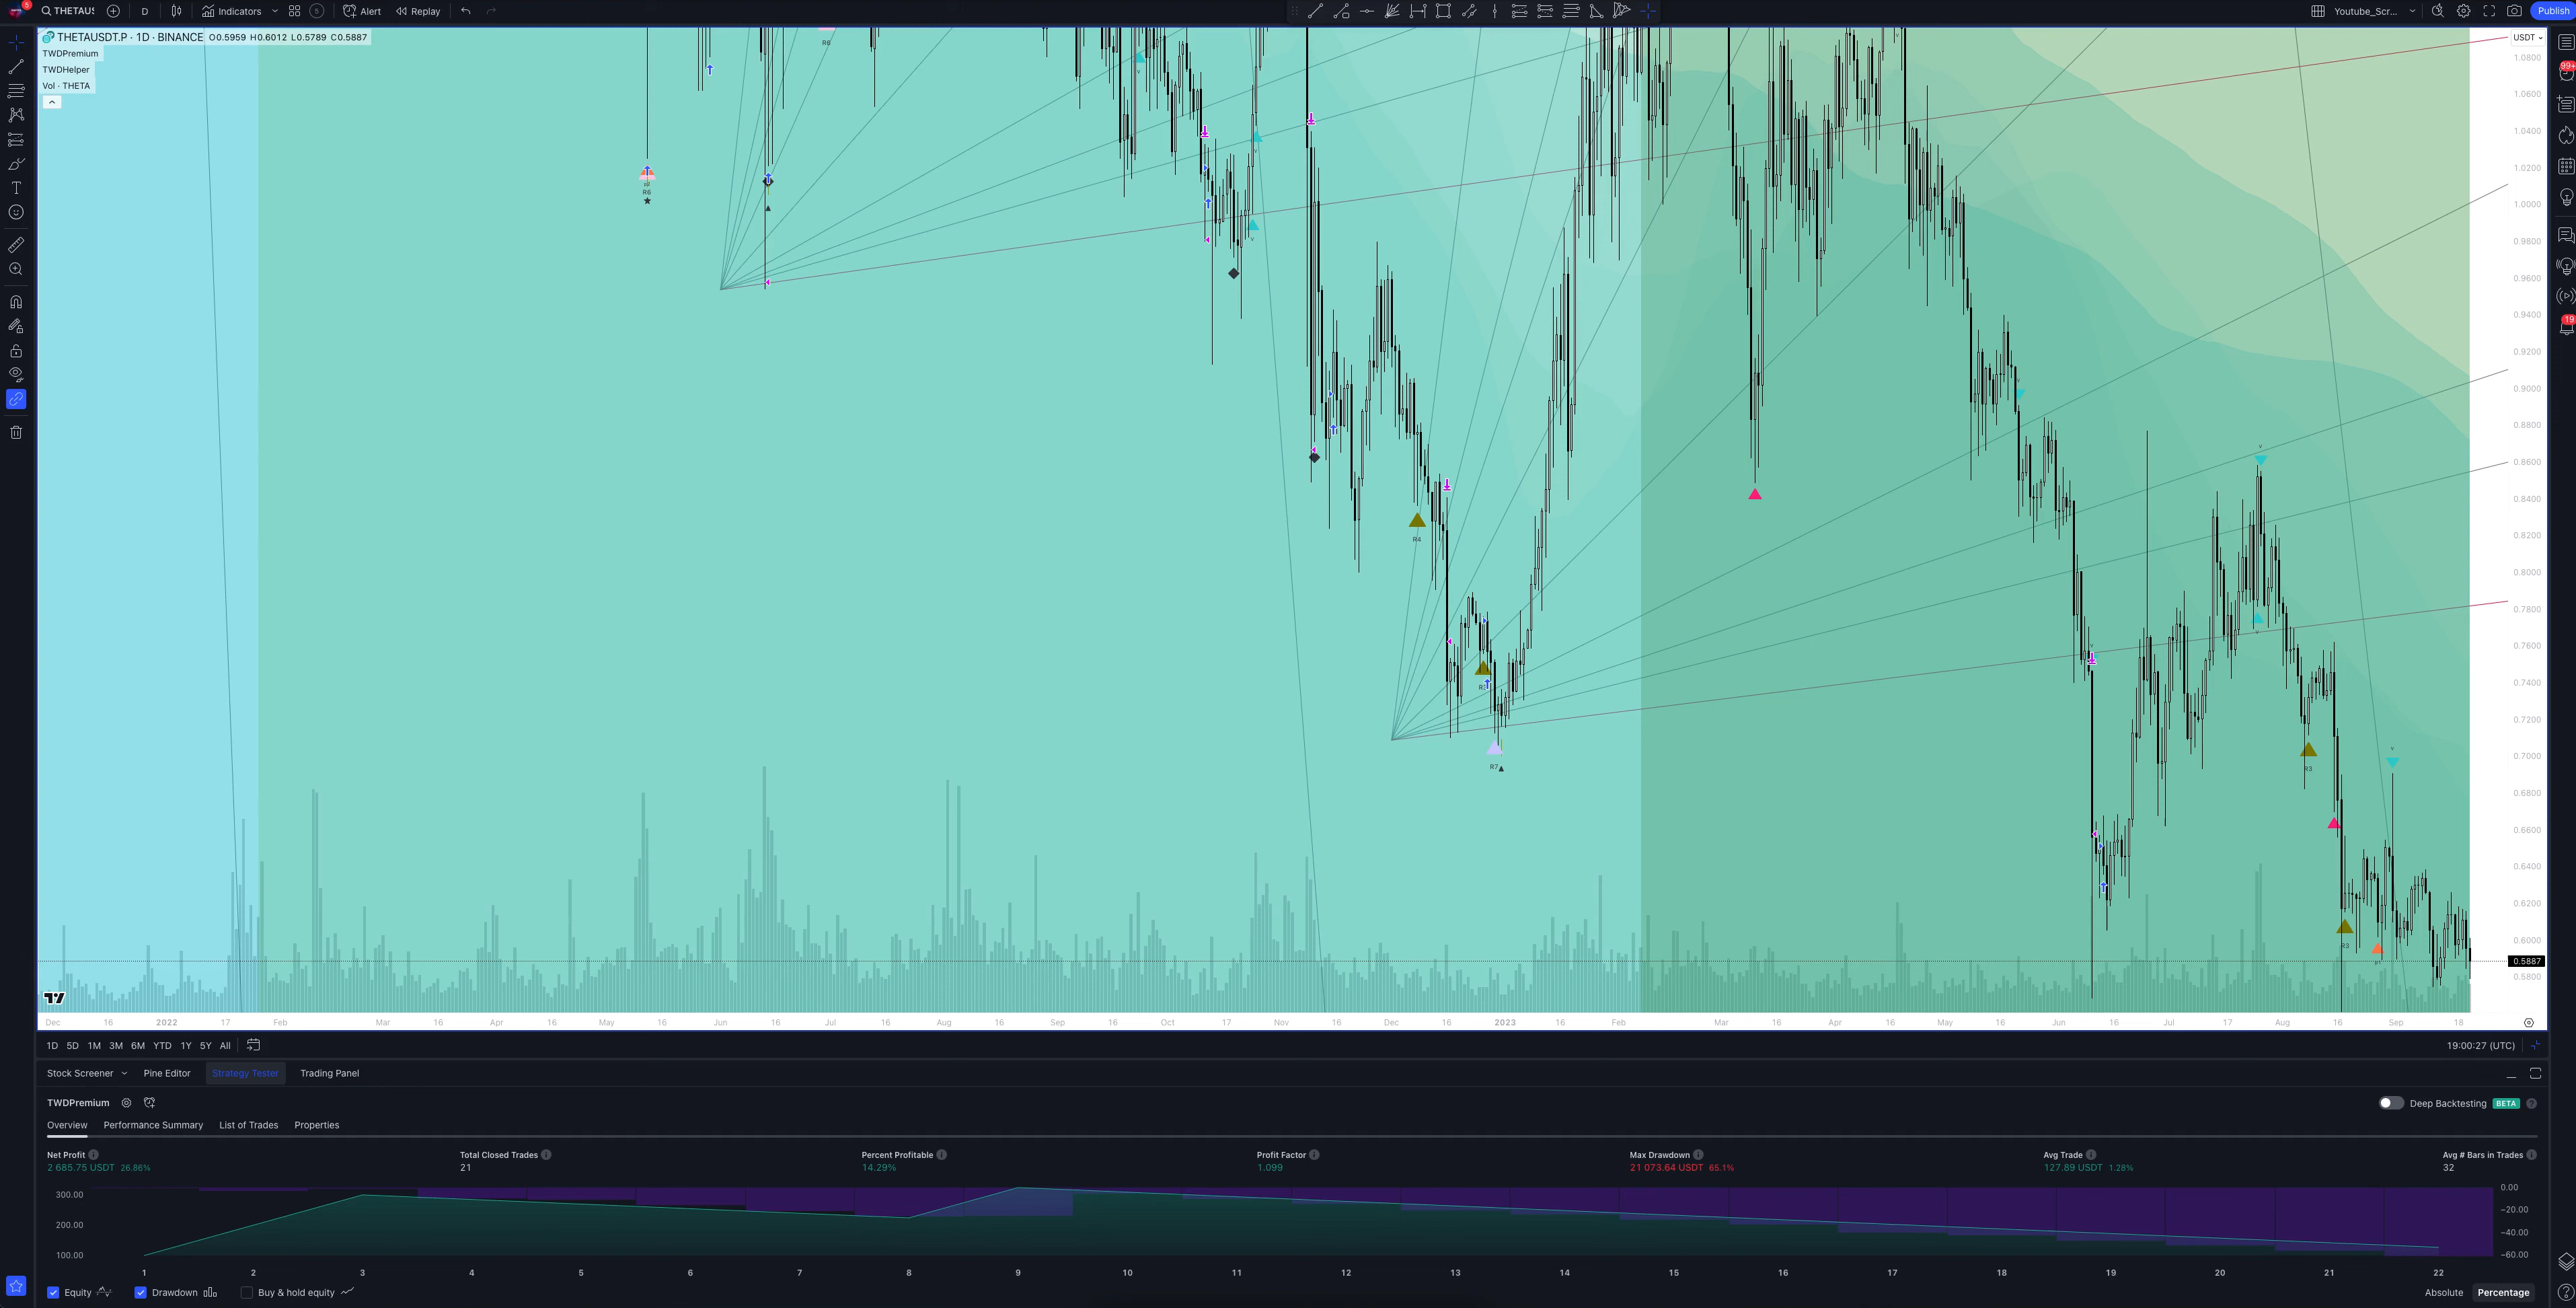 5 THETAUS D Indicators 5 Alert Replay Youtube_Scr... Publish
THETAUSDT.P · 1D · BINANCE O0.5959 H0.6012 L0.5789 C0.5887 USDT
TWDPremium
TWDHelper
Vol · THETA
R6
R6
R4
R7
R3
R3
99+
19
1.0800
1.0600
1.0400
1.0200
1.0000
0.9800
0.9600
0.9400
0.9200
0.9000
0.8800
0.8600
0.8400
0.8200
0.8000
0.7800
0.7600
0.7400
0.7200
0.7000
0.6800
0.6600
0.6400
0.6200
0.6000
0.5887
0.5800
Dec 16 2022 17 Feb Mar 16 Apr 16 May 16 Jun 16 Jul 16 Aug 16 Sep 16 Oct 17 Nov 16 Dec 16 2023 16 Feb Mar 16 Apr 16 May 16 Jun 16 Jul 17 Aug 16 Sep 18
1D 5D 1M 3M 6M YTD 1Y 5Y All 19:00:27 (UTC)
Stock Screener Pine Editor Strategy Tester Trading Panel
TWDPremium Deep Backtesting BETA
Overview Performance Summary List of Trades Properties
Net Profit Total Closed Trades Percent Profitable Profit Factor Max Drawdown Avg Trade Avg # Bars in Trades
2 685.75 USDT 26.86% 21 14.29% 1.099 21 073.64 USDT 65.1% 127.89 USDT 1.28% 32
300.00 0.00
−20.00
200.00
−40.00
100.00 −60.00
1 2 3 4 5 6 7 8 9 10 11 12 13 14 15 16 17 18 19 20 21 22
Equity Drawdown Buy & hold equity Absolute Percentage